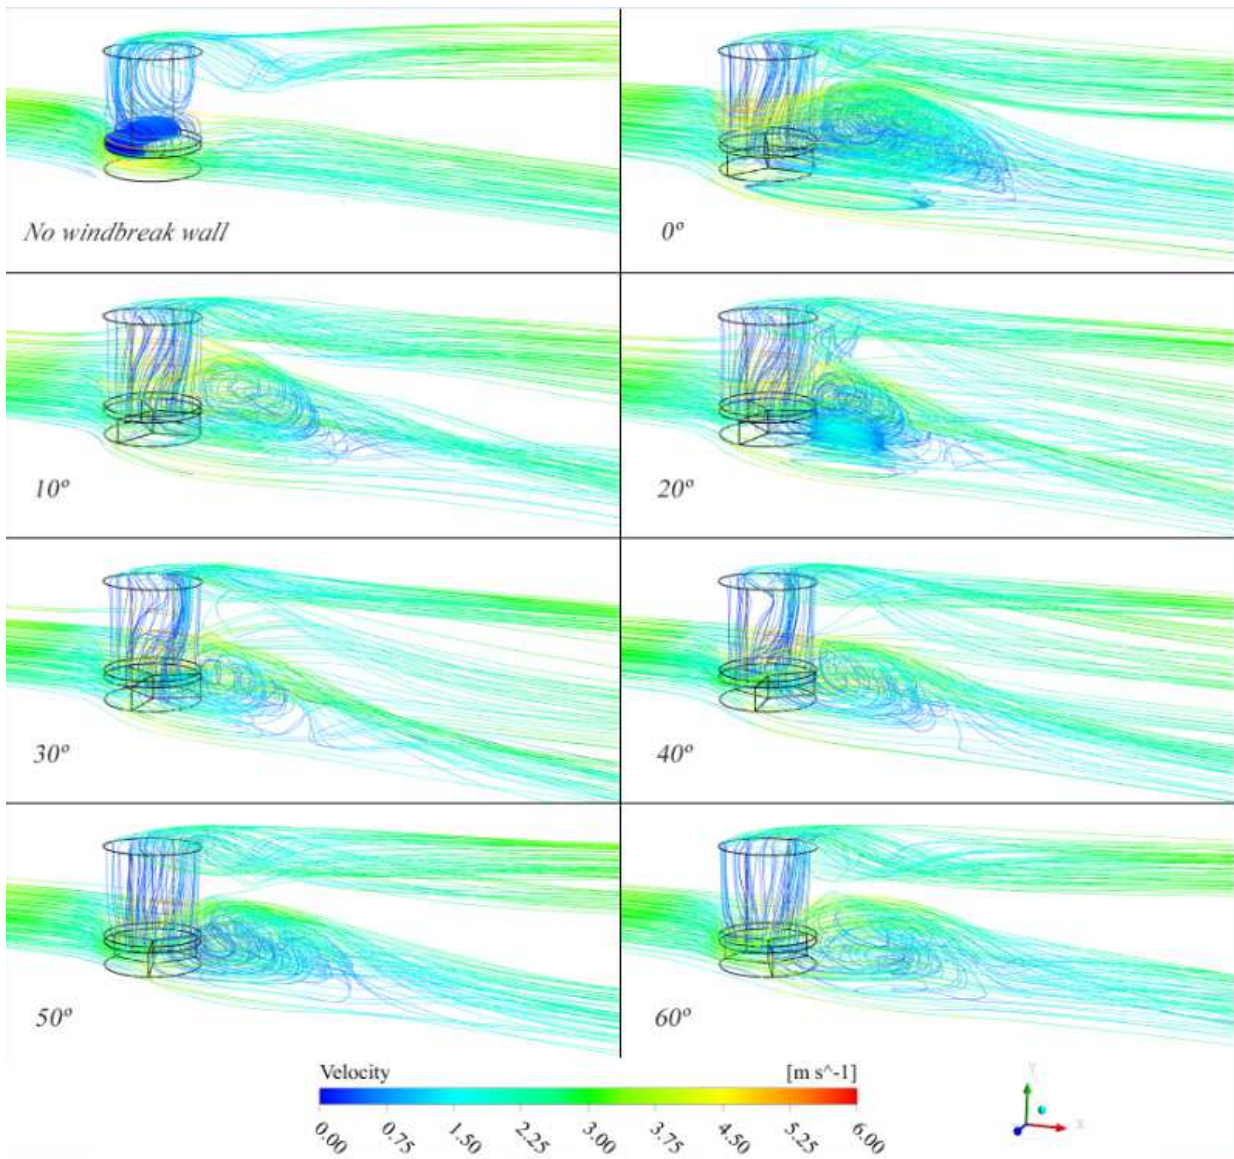 No windbreak wall
0º
10º
20º
30º
40º
50º
60º
Velocity
[m s^-1]
0.00
0.75
1.50
2.25
3.00
3.75
4.50
5.25
6.00
Y
X